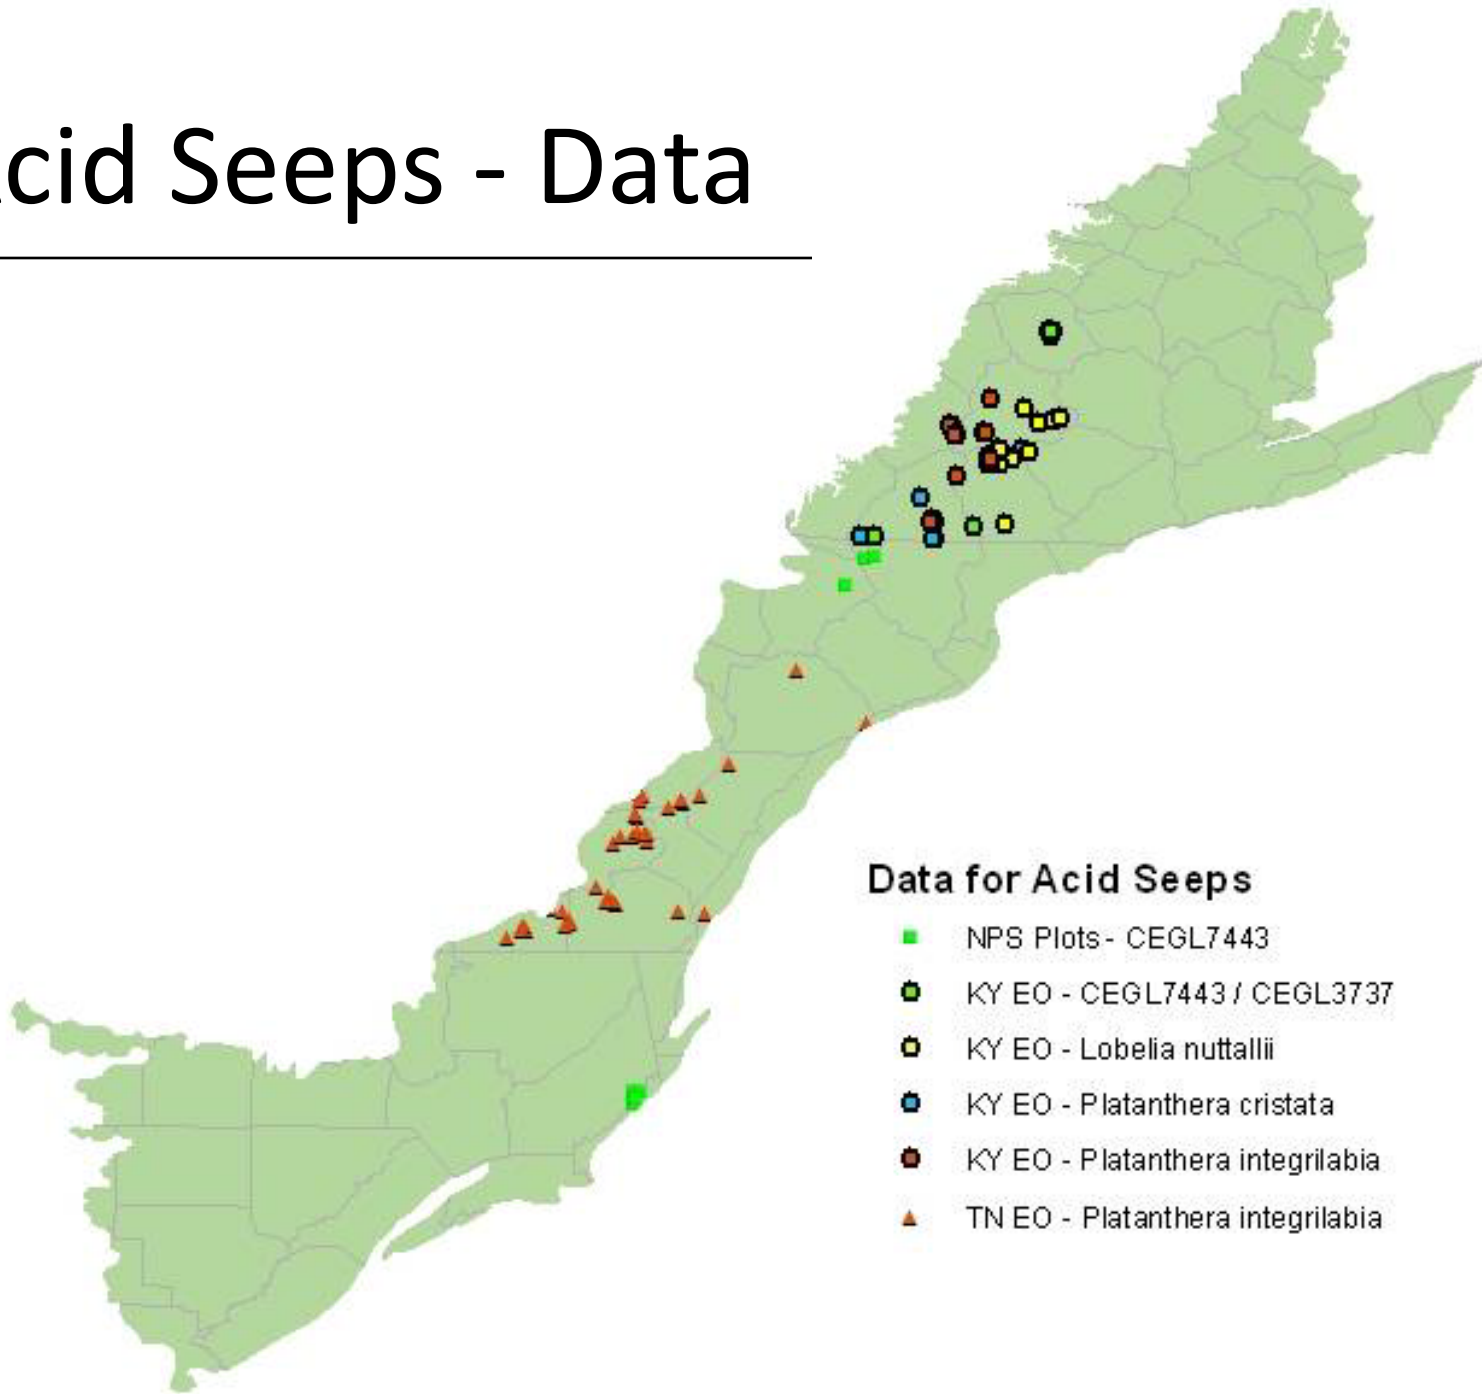 cid Seeps - Data
Data for Acid Seeps
NPS Plots - CEGL7443
KY EO - CEGL7443 / CEGL3737
KY EO - Lobelia nuttallii
KY EO - Platanthera cristata
KY EO - Platanthera integrilabia
TN EO - Platanthera integrilabia